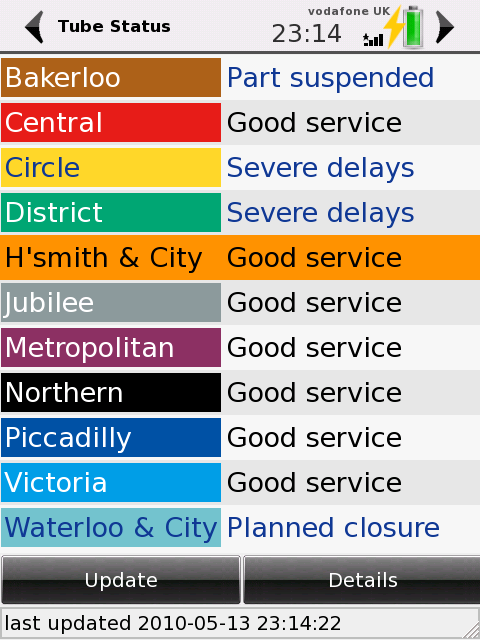 Tube Status
vodafone UK
23:14
Bakerloo Part suspended
Central Good service
Circle Severe delays
District Severe delays
H'smith & City Good service
Jubilee Good service
Metropolitan Good service
Northern Good service
Piccadilly Good service
Victoria Good service
Waterloo & City Planned closure
Update Details
last updated 2010-05-13 23:14:22